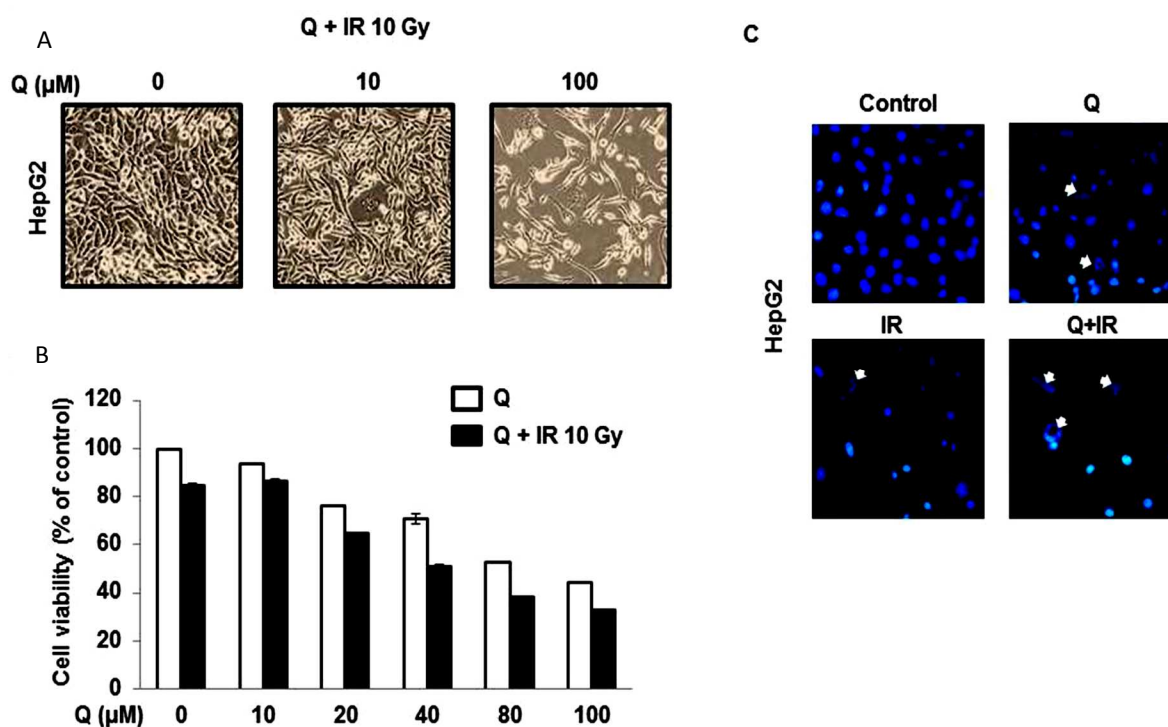 A
Q + IR 10 Gy
Q (µM) 0 10 100
HepG2
B
Cell viability (% of control)
120
100
80
60
40
20
0
Q
Q + IR 10 Gy
Q (µM) 0 10 20 40 80 100
C
Control Q
HepG2
IR Q+IR